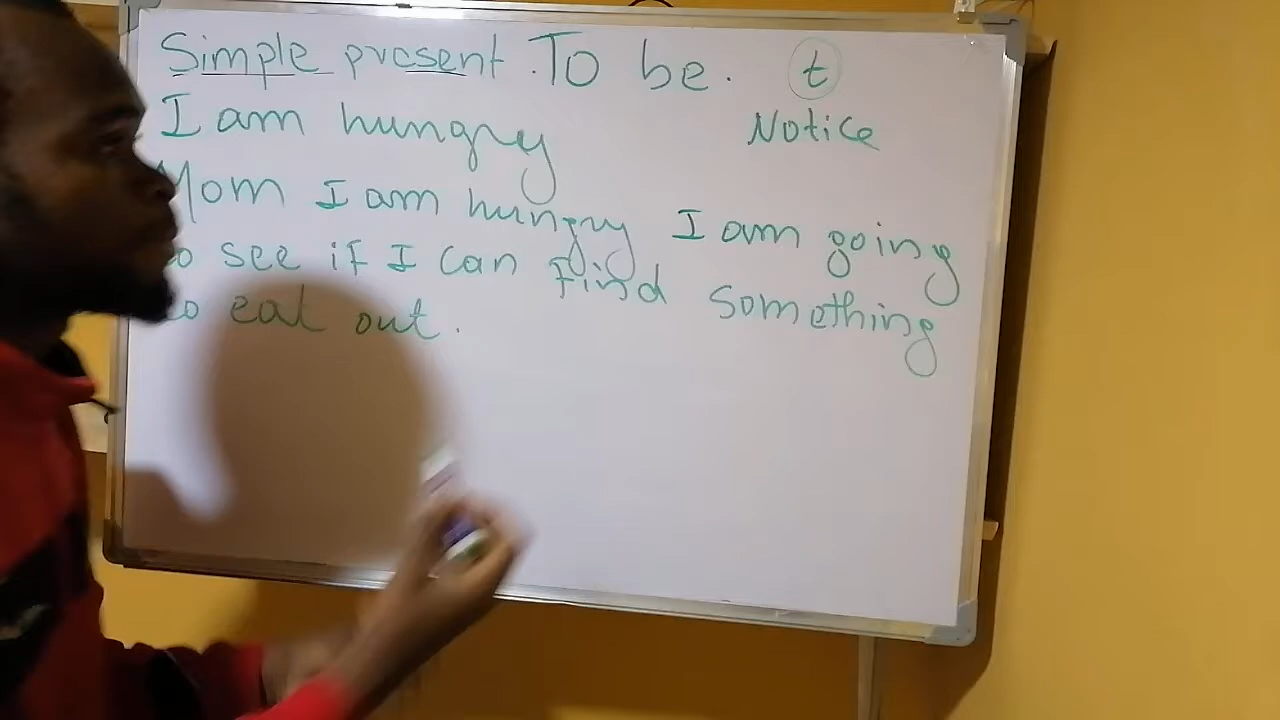 Simple present. To be. t
Notice
I am hungry
Mom I am hungry I am going
to see if I can find something
to eat out.